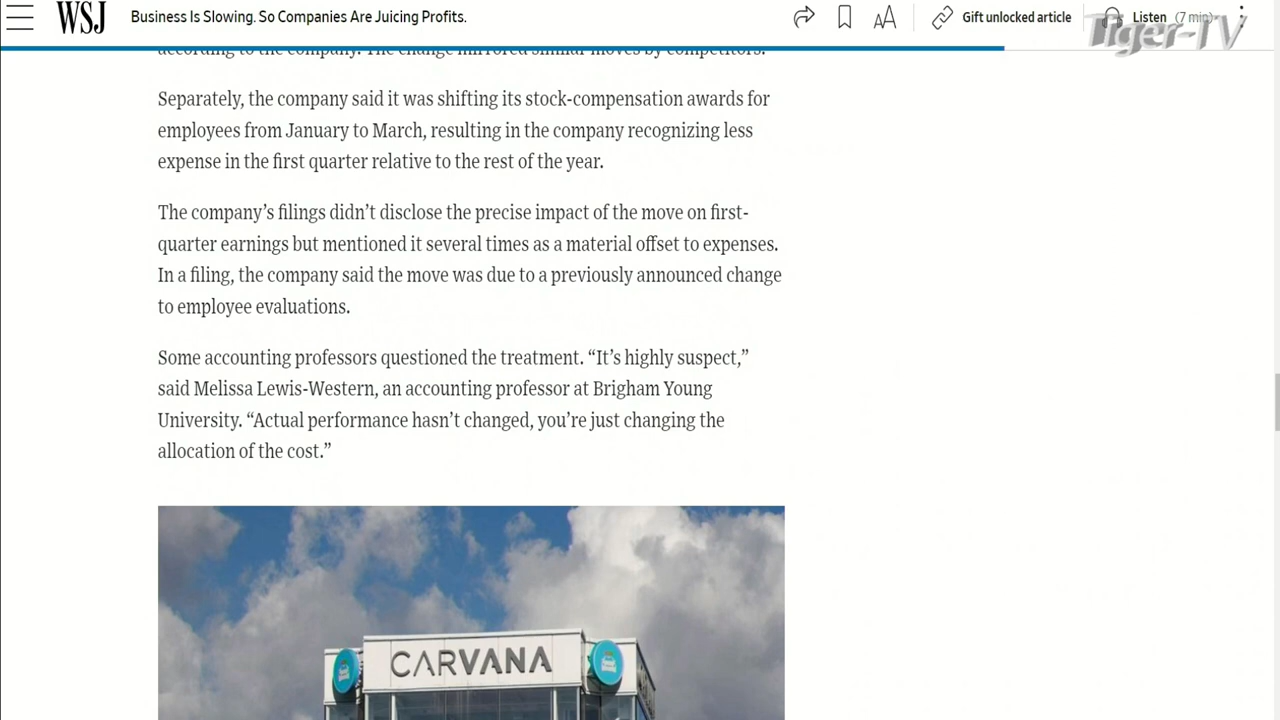 WSJ Business Is Slowing. So Companies Are Juicing Profits. Gift unlocked article Listen (7 min)
Tiger-TV
according to the company. The change mirrored similar moves by competitors.
Separately, the company said it was shifting its stock-compensation awards for
employees from January to March, resulting in the company recognizing less
expense in the first quarter relative to the rest of the year.
The company’s filings didn’t disclose the precise impact of the move on first-
quarter earnings but mentioned it several times as a material offset to expenses.
In a filing, the company said the move was due to a previously announced change
to employee evaluations.
Some accounting professors questioned the treatment. “It’s highly suspect,”
said Melissa Lewis-Western, an accounting professor at Brigham Young
University. “Actual performance hasn’t changed, you’re just changing the
allocation of the cost.”
CARVANA